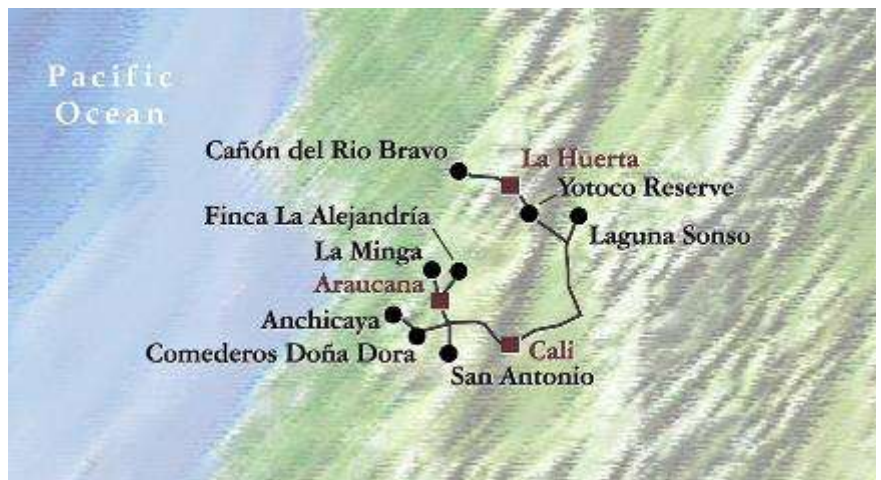 Pacific
Ocean
Cañón del Rio Bravo
La Huerta
Yotoco Reserve
Finca La Alejandría
Laguna Sonso
La Minga
Araucana
Anchicaya
Comederos Doña Dora
Cali
San Antonio